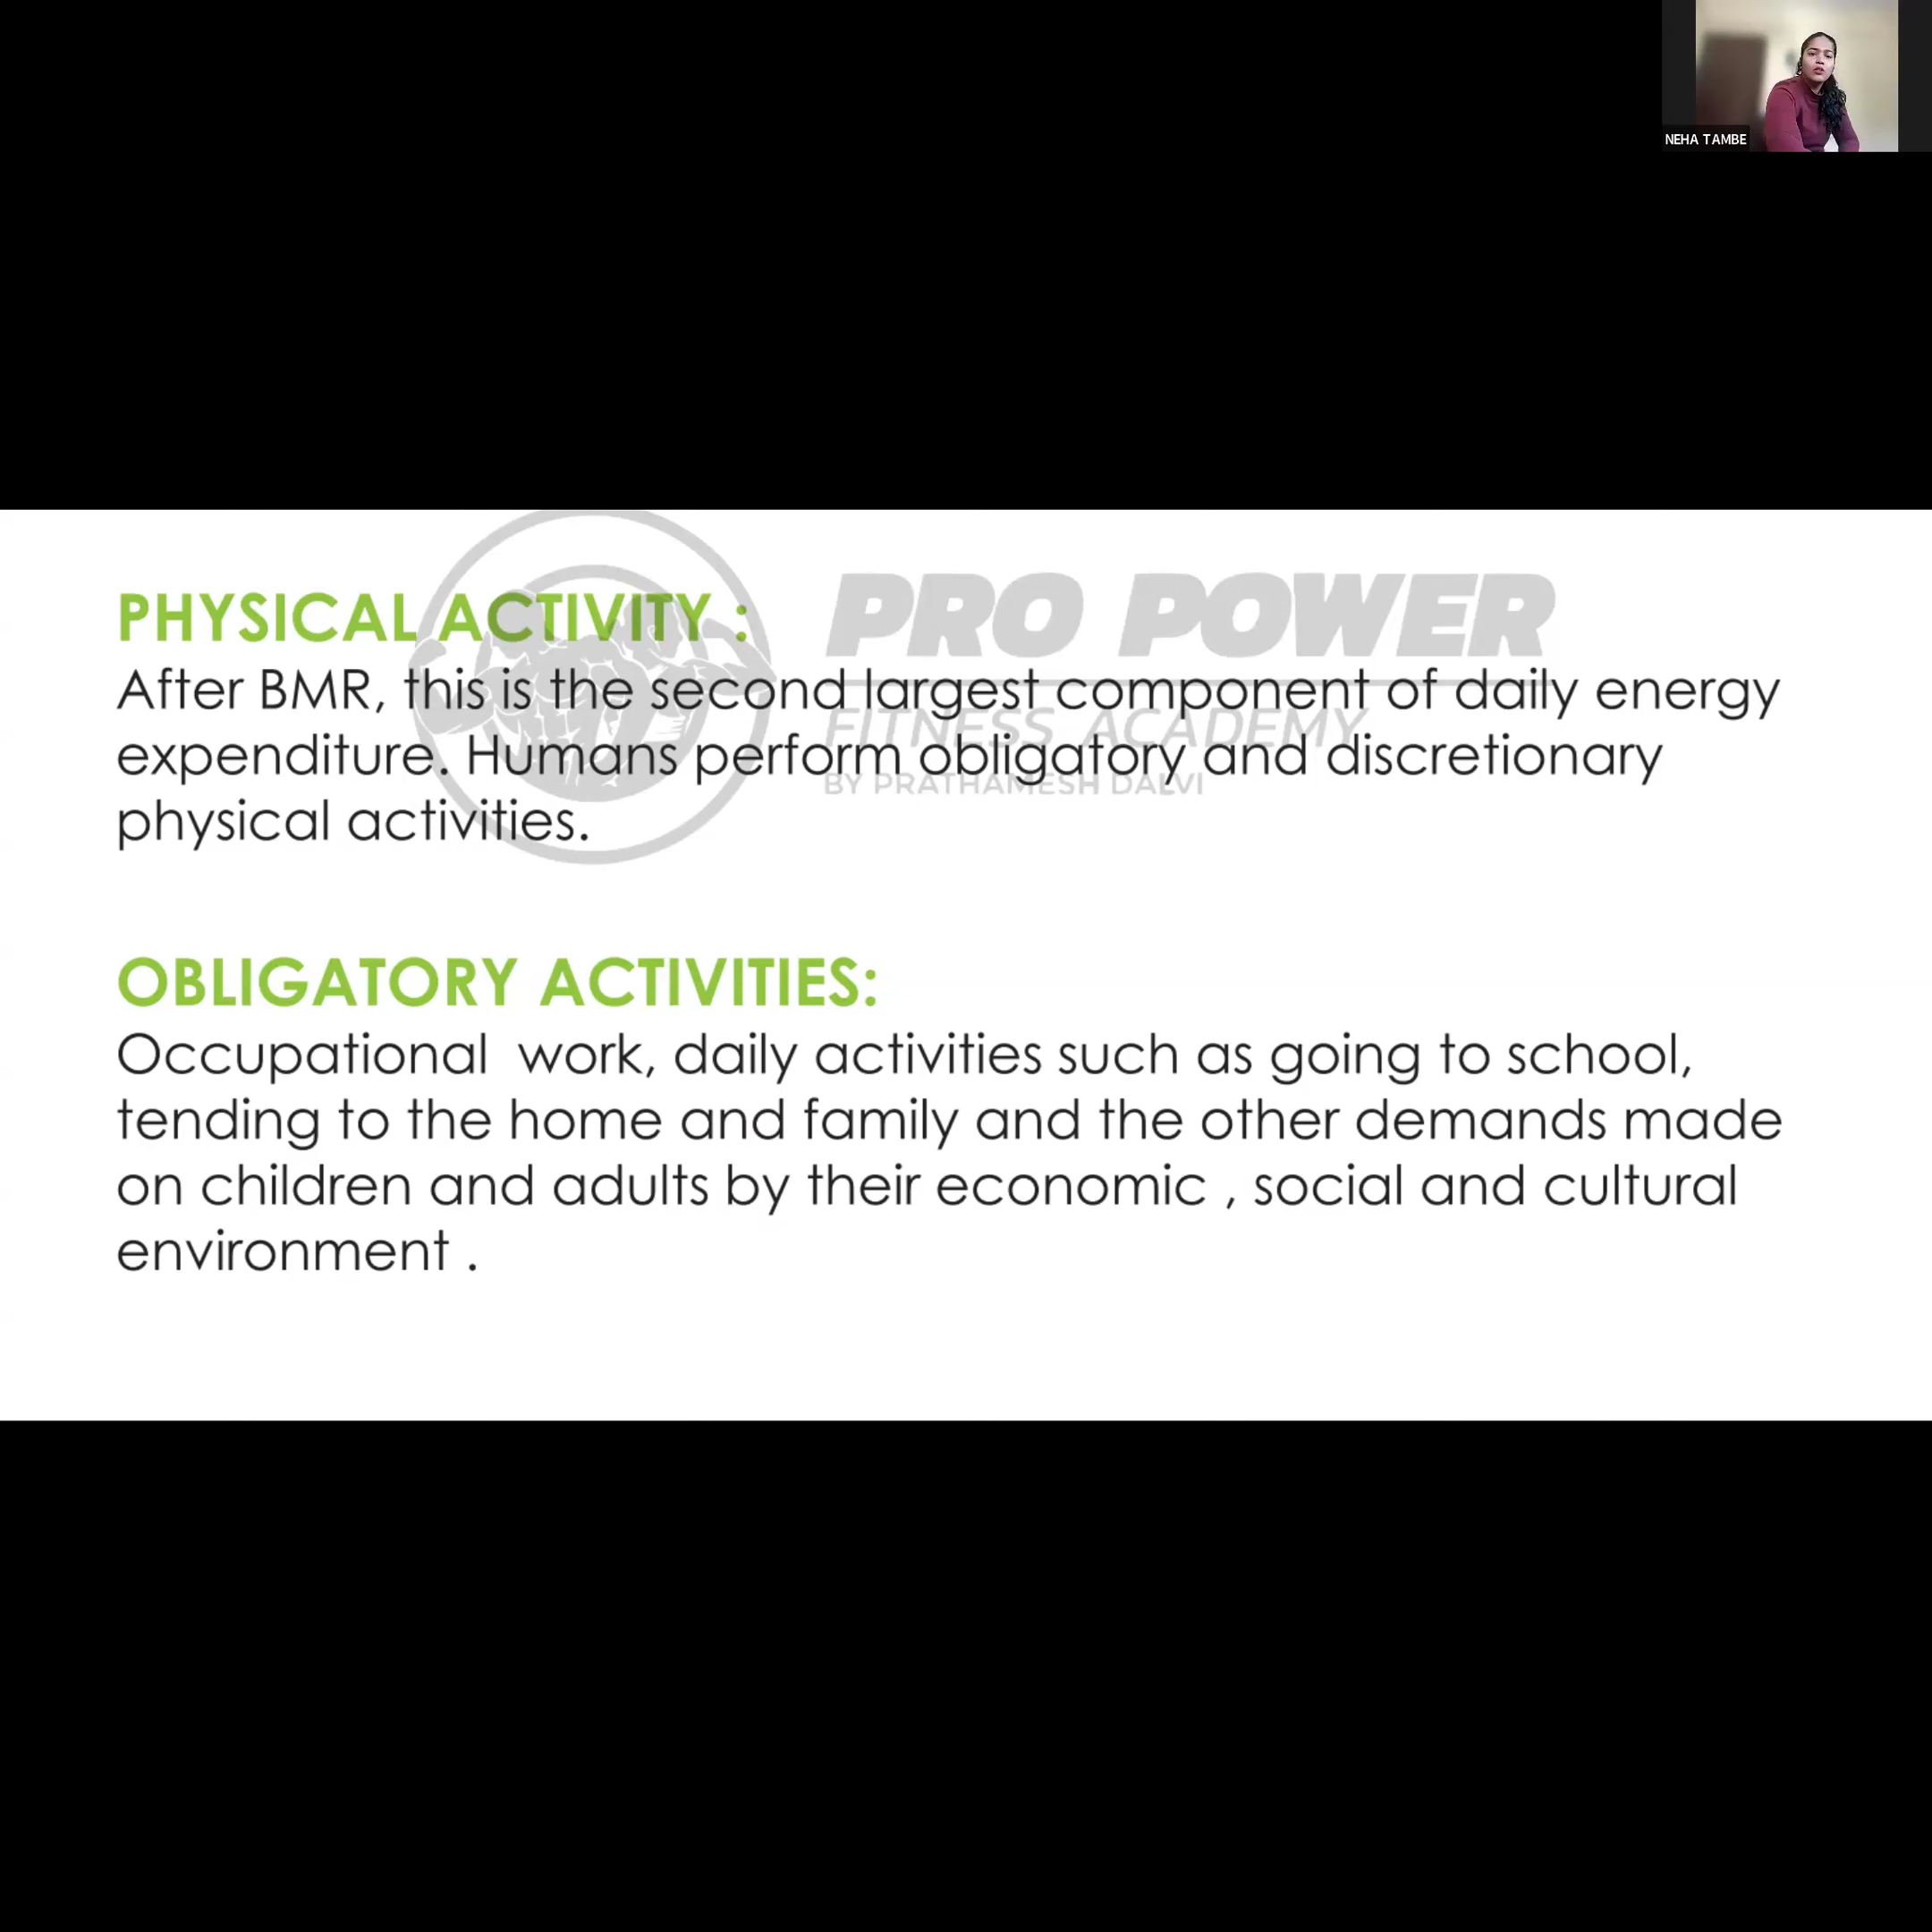 NEHA TAMBE
PRO POWER
FITNESS ACADEMY
BY PRATHAMESH DALVI
PHYSICAL ACTIVITY :
After BMR, this is the second largest component of daily energy
expenditure. Humans perform obligatory and discretionary
physical activities.
OBLIGATORY ACTIVITIES:
Occupational work, daily activities such as going to school,
tending to the home and family and the other demands made
on children and adults by their economic , social and cultural
environment .